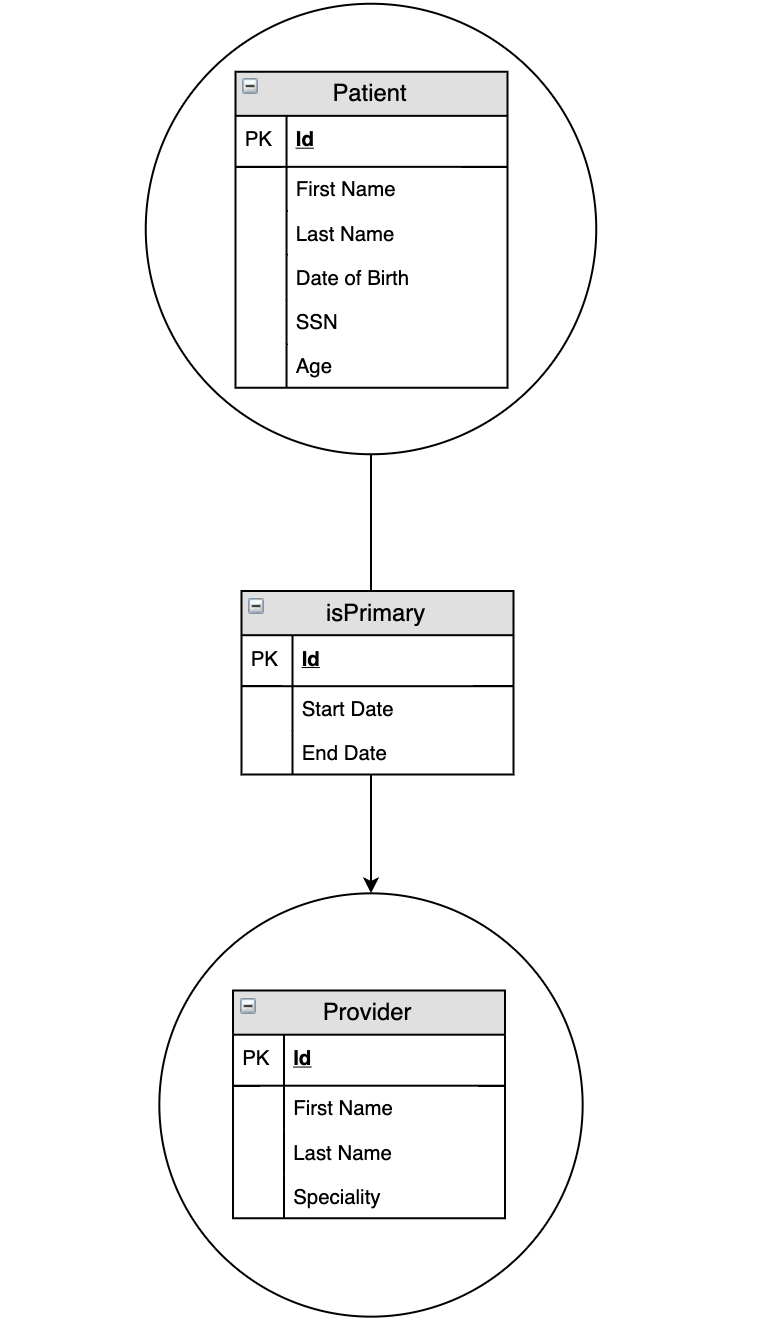 Patient
PK Id
First Name
Last Name
Date of Birth
SSN
Age
isPrimary
PK Id
Start Date
End Date
Provider
PK Id
First Name
Last Name
Speciality